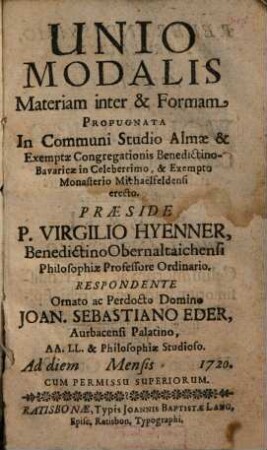 UNIO
MODALIS
Materiam inter & Formam
PROPUGNATA
In Communi Studio Almæ &
Exemptæ Congregationis Benedictino-
Bavaricæ in Celeberrimo, & Exempto
Monasterio Michaelfeldensi
erecto.
PRÆSIDE
P. VIRGILIO HYENNER,
Benedictino Obernaltaichensi
Philosophiæ Professore Ordinario.
RESPONDENTE
Ornato ac Perdocto Domino
JOAN. SEBASTIANO EDER,
Aurbacensi Palatino,
AA. LL. & Philosophiæ Studioso.
Ad diem Mensis 1720.
CUM PERMISSU SUPERIORUM.
RATISBONÆ, Typis JOANNIS BAPTISTÆ LANG,
Episc. Ratisbon, Typographi.